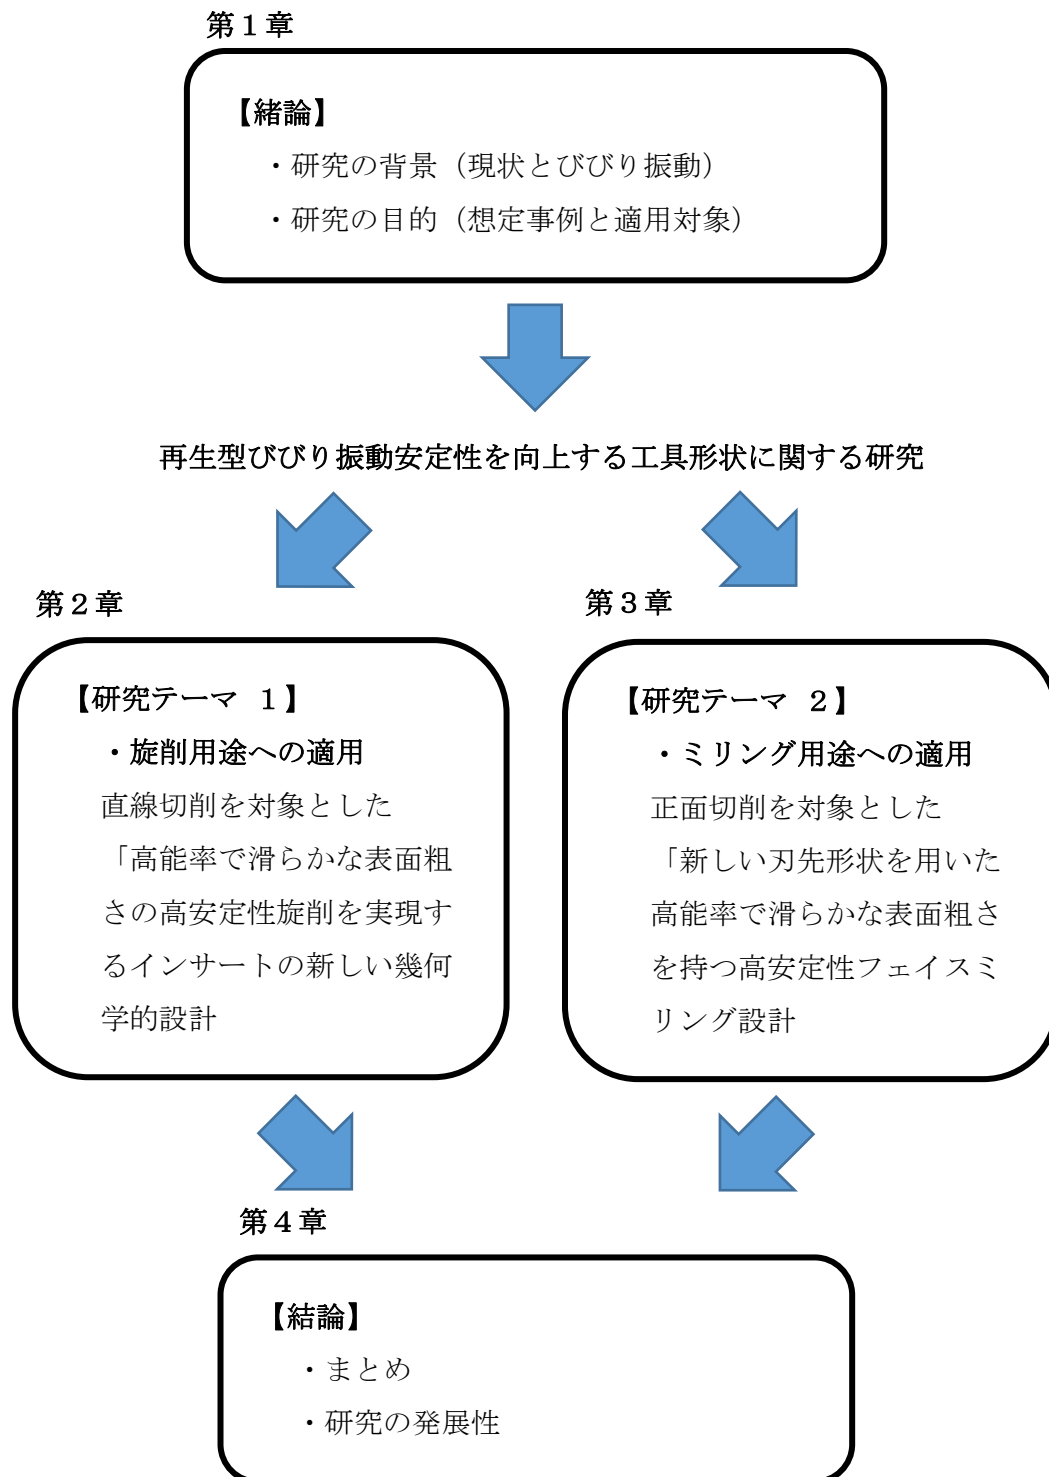 第１章
【緒論】
・研究の背景（現状とびびり振動）
・研究の目的（想定事例と適用対象）
再生型びびり振動安定性を向上する工具形状に関する研究
第２章
【研究テーマ １】
・旋削用途への適用
直線切削を対象とした
「高能率で滑らかな表面粗
さの高安定性旋削を実現す
るインサートの新しい幾何
学的設計
第３章
【研究テーマ ２】
・ミリング用途への適用
正面切削を対象とした
「新しい刃先形状を用いた
高能率で滑らかな表面粗さ
を持つ高安定性フェイスミ
リング設計
第４章
【結論】
・まとめ
・研究の発展性